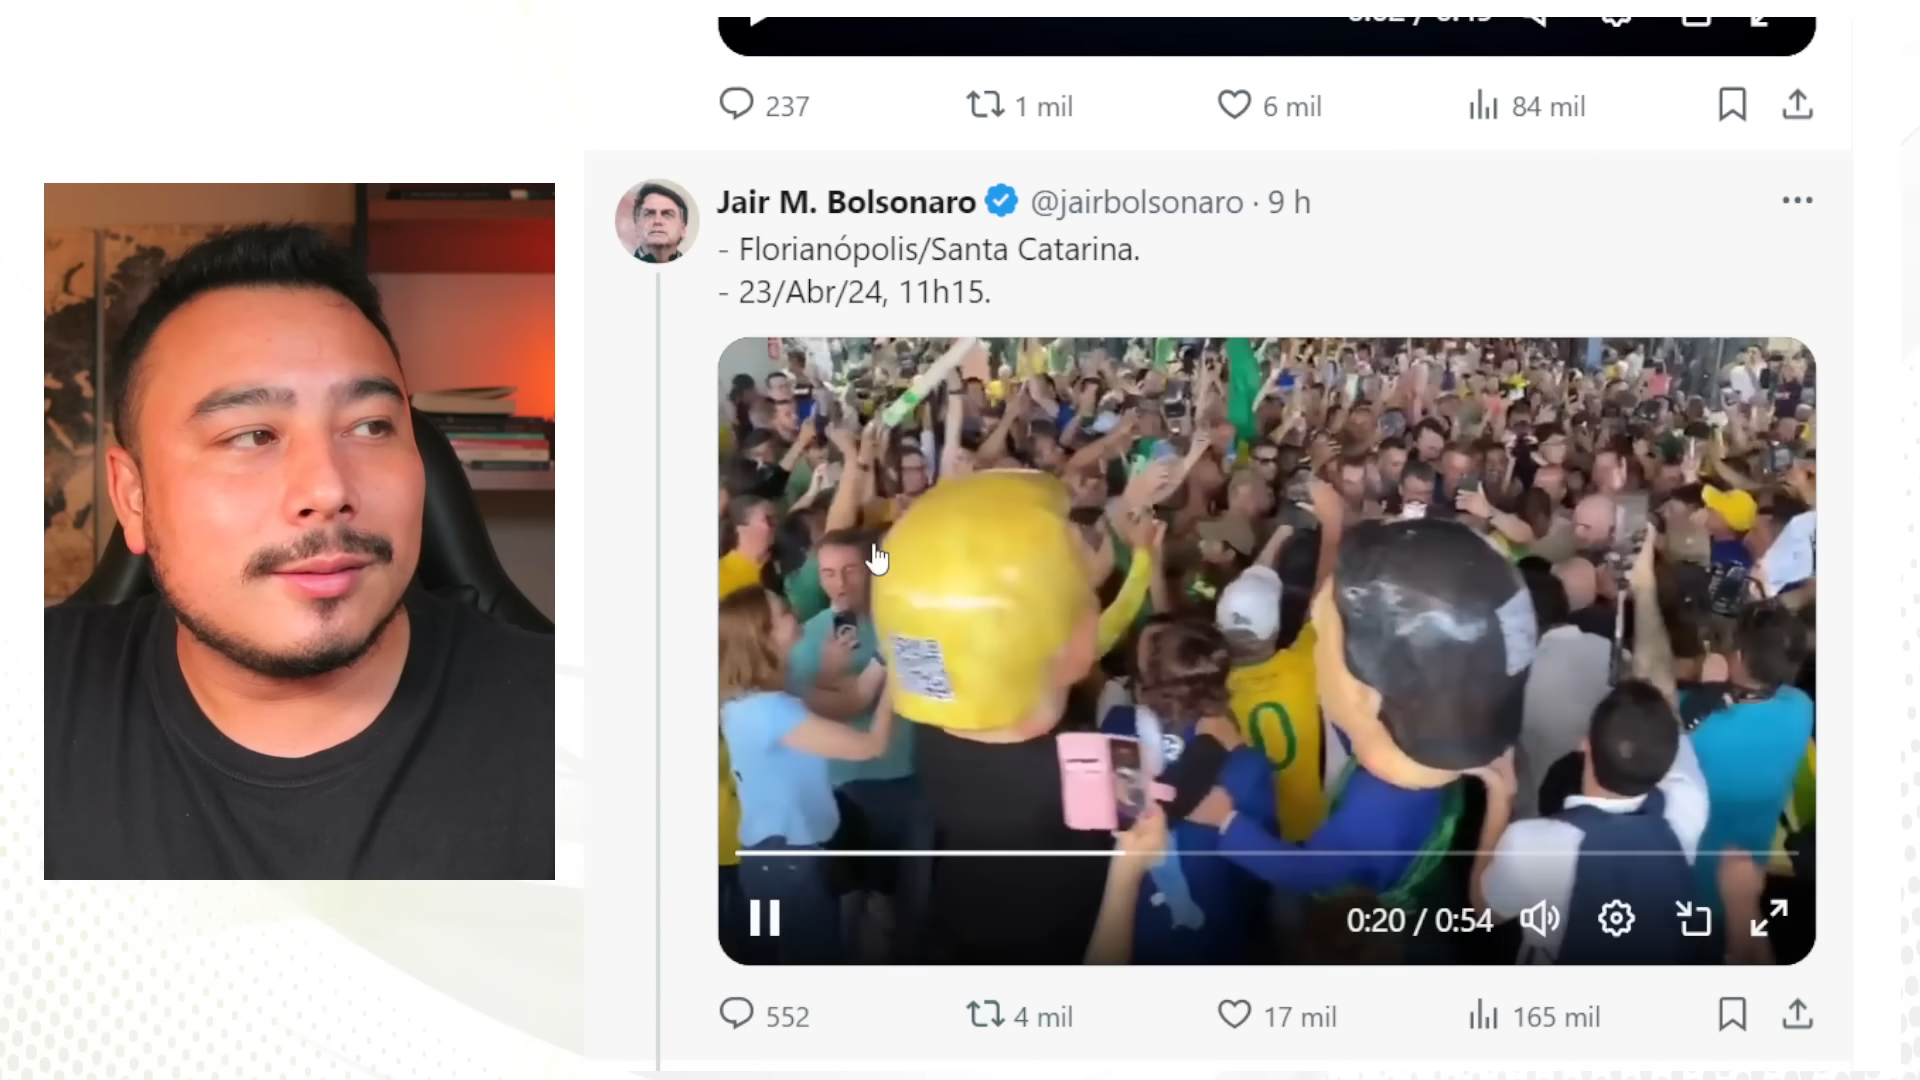 237 1 mil 6 mil 84 mil
Jair M. Bolsonaro @jairbolsonaro · 9 h
- Florianópolis/Santa Catarina.
- 23/Abr/24, 11h15.
0:20 / 0:54
552 4 mil 17 mil 165 mil